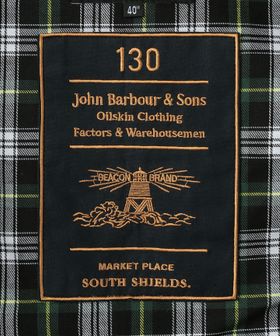 40"
130
John Barbour & Sons
Oilskin Clothing
Factors & Warehousemen
BEACON BRAND
MARKET PLACE
SOUTH SHIELDS.